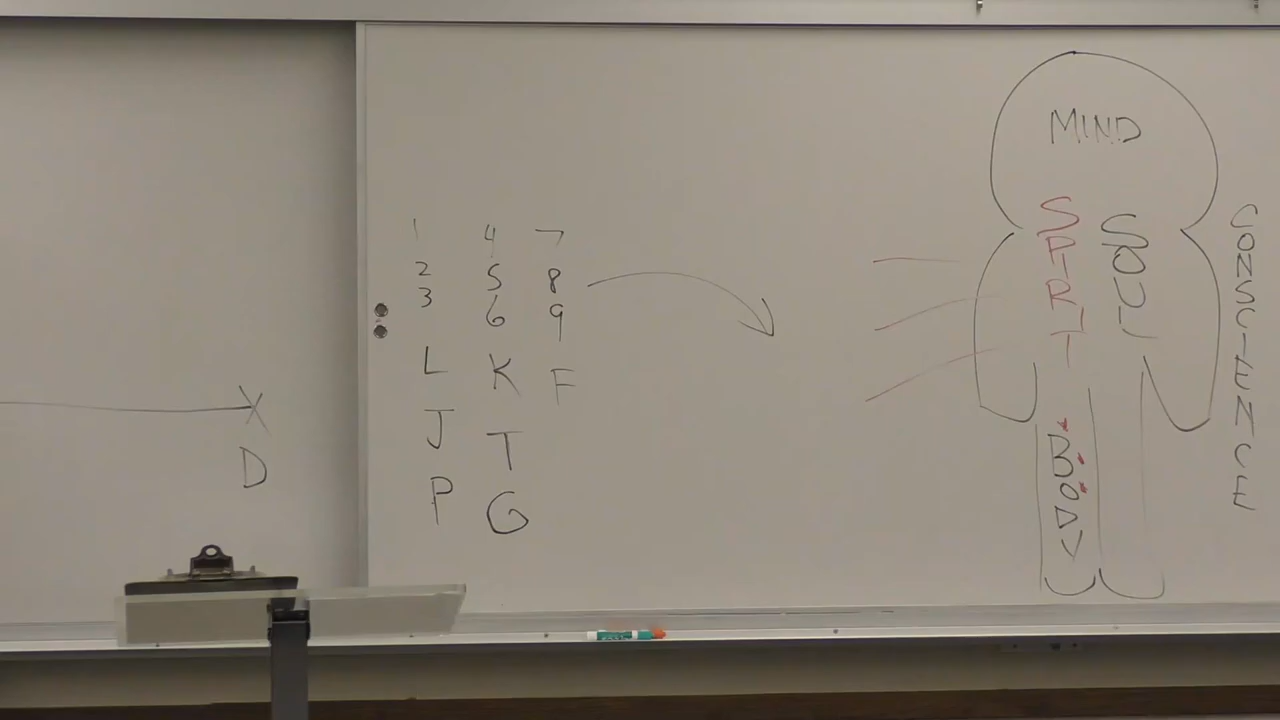 1 4 7
2 5 8
3 6 9
L K F
J T
P G
D
MIND
SPIRIT
SOUL
BODY
CONSCIENCE